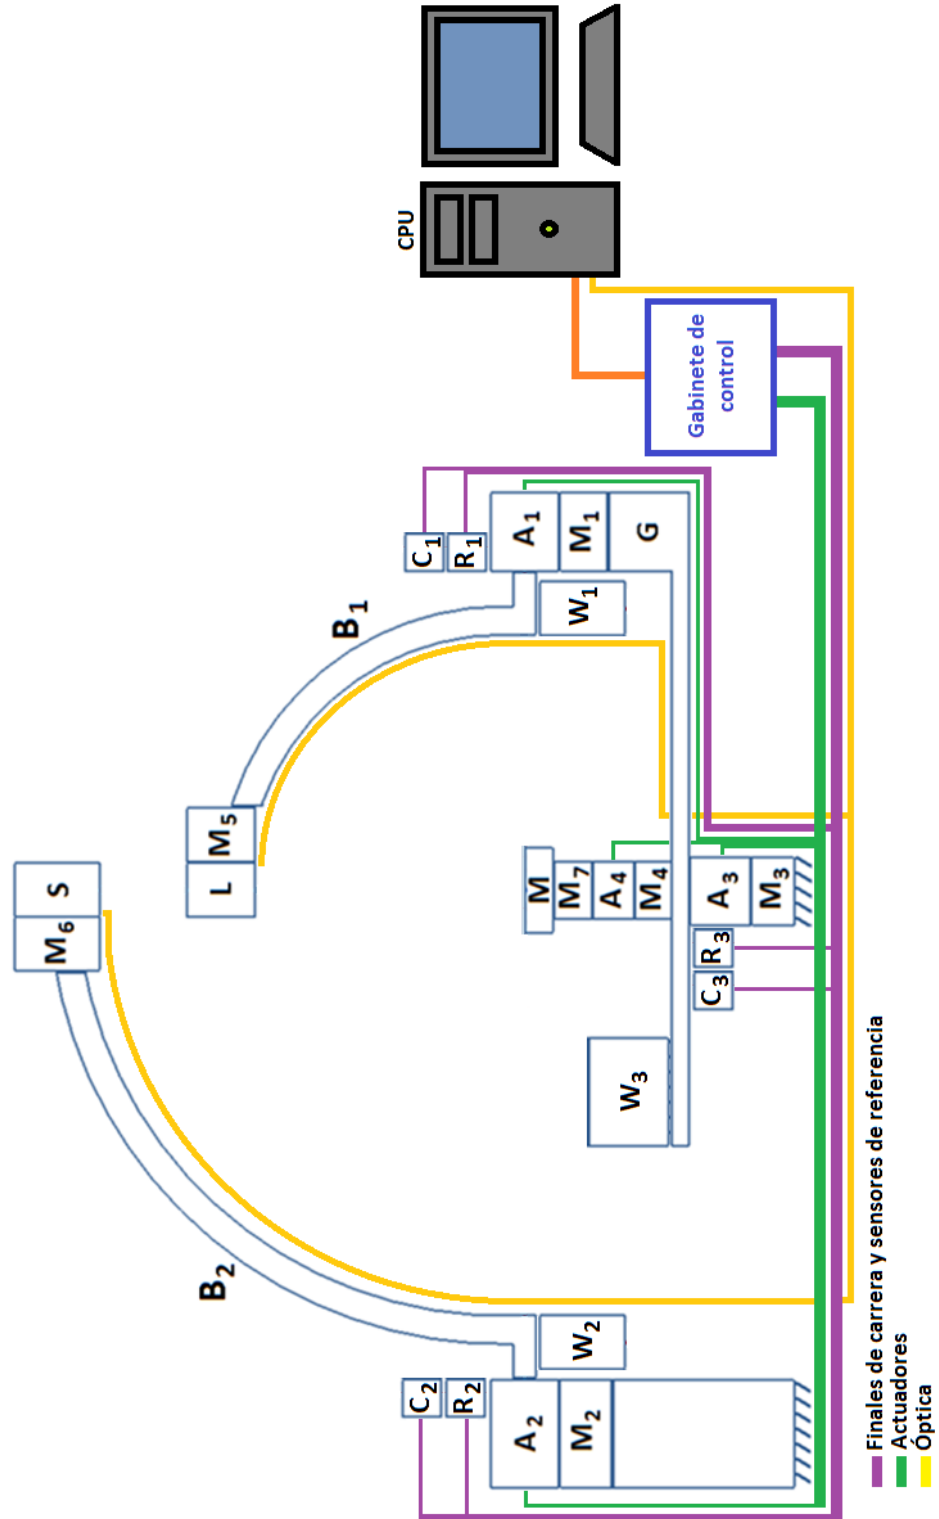 S
M6
B2
L
M5
B1
C2
R2
A2
M2
W2
W3
M
M7
A4
M4
A3
M3
R3
C3
C1
R1
A1
M1
G
W1
CPU
Gabinete de
control
Finales de carrera y sensores de referencia
Actuadores
Óptica